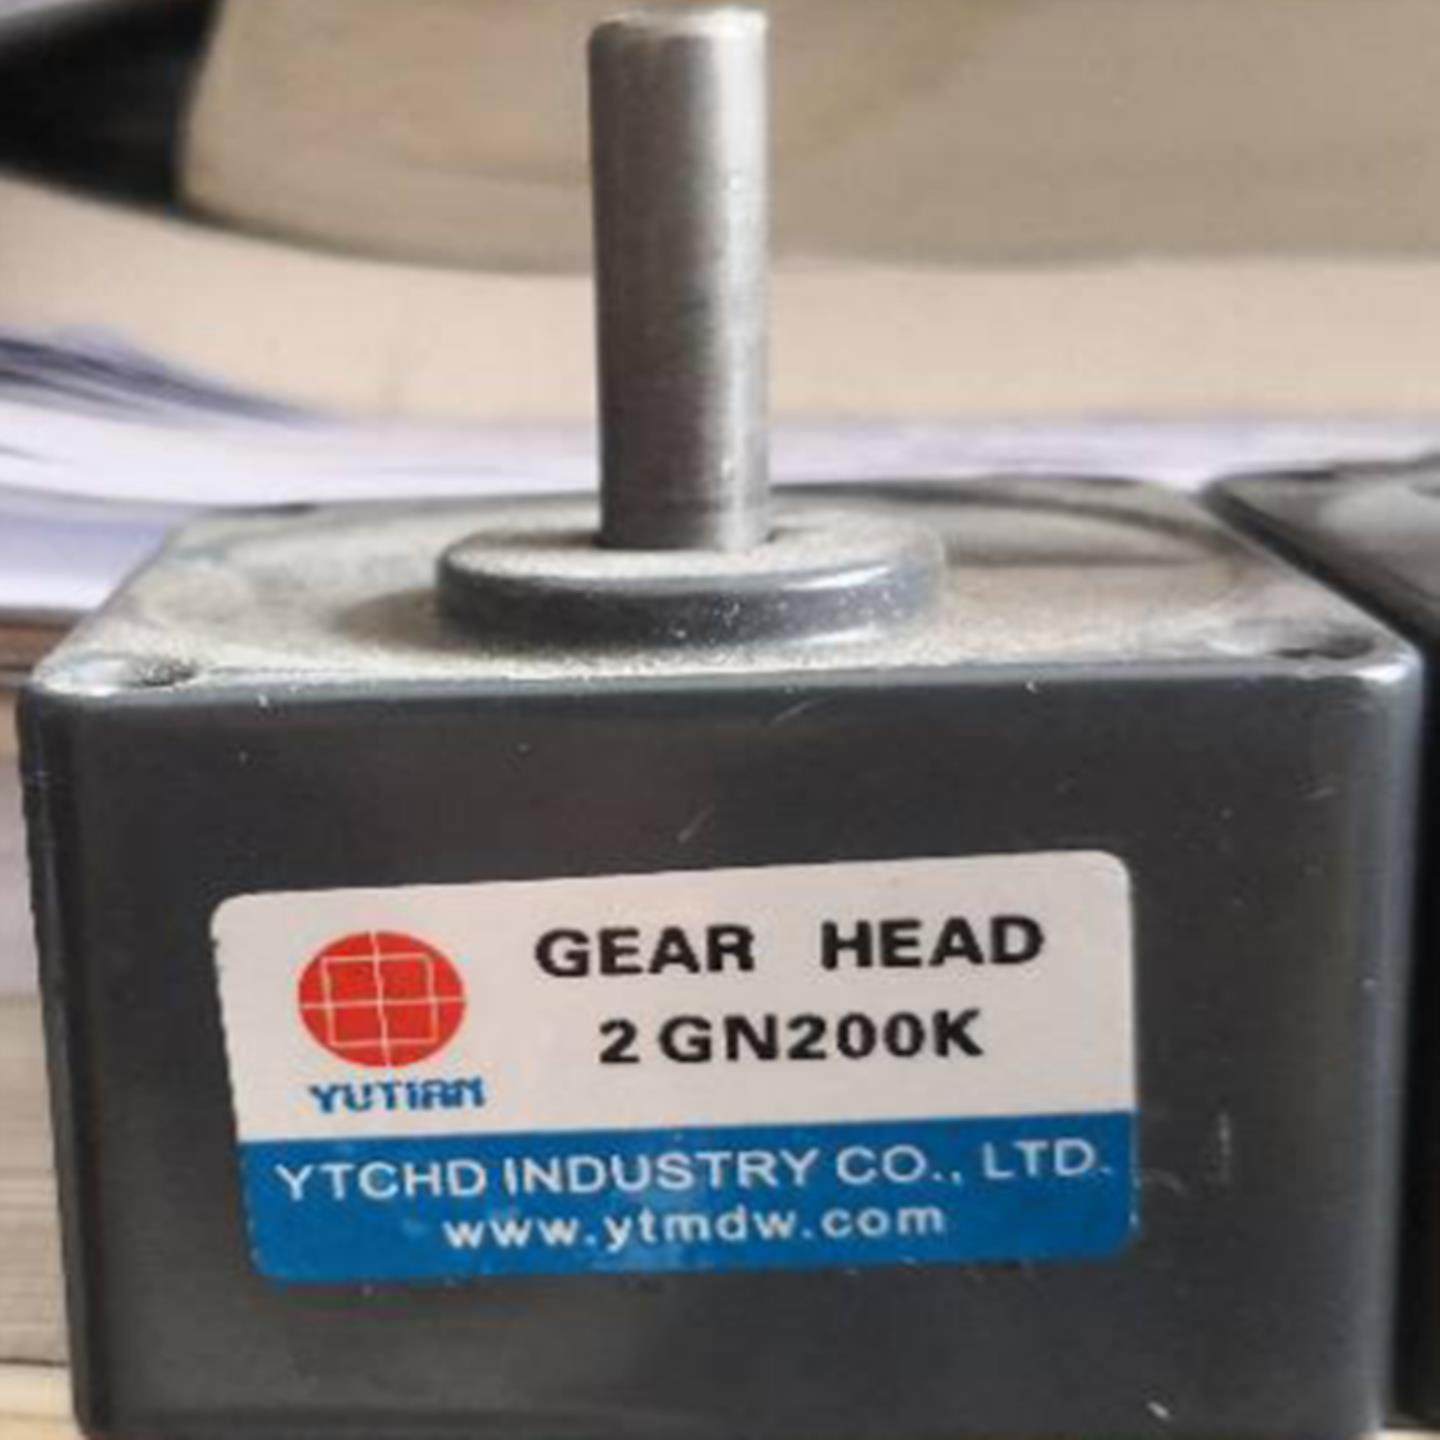 GEAR HEAD
2GN200K
YUTIAN
YTCHD INDUSTRY CO., LTD.
www.ytmdw.com